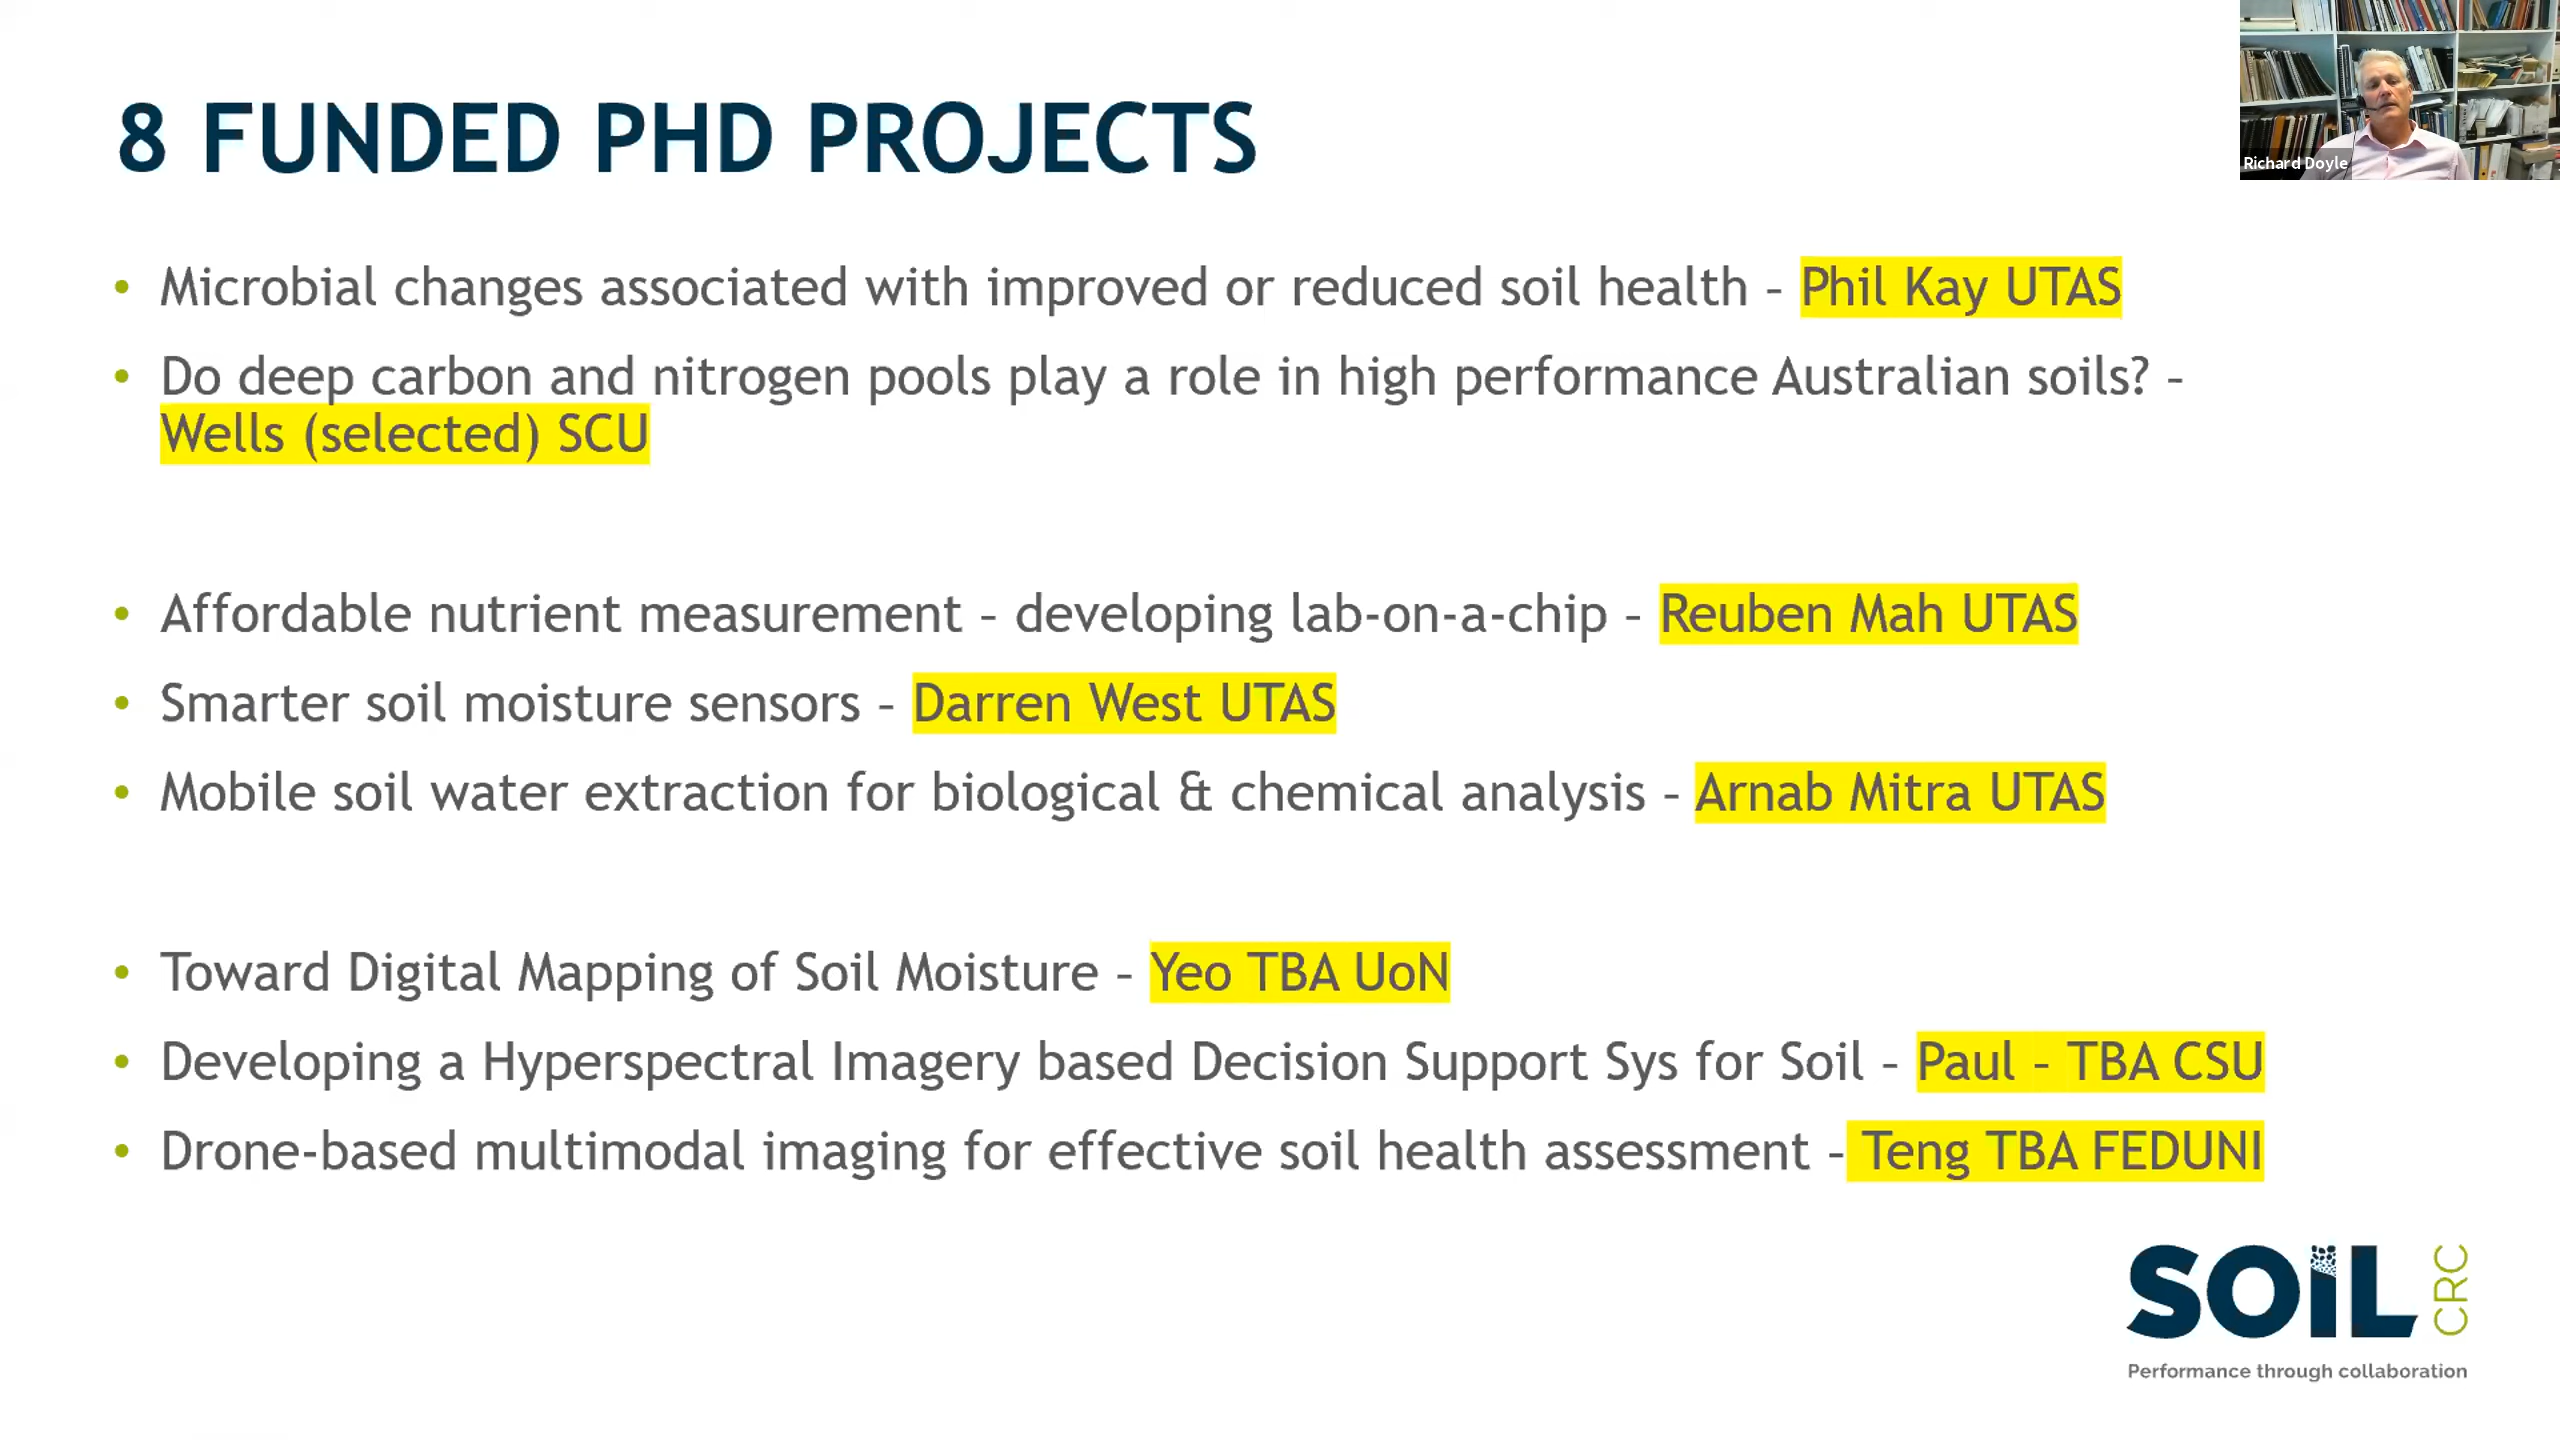 8 FUNDED PHD PROJECTS
Richard Doyle
• Microbial changes associated with improved or reduced soil health – Phil Kay UTAS
• Do deep carbon and nitrogen pools play a role in high performance Australian soils? –
Wells (selected) SCU
• Affordable nutrient measurement – developing lab-on-a-chip – Reuben Mah UTAS
• Smarter soil moisture sensors – Darren West UTAS
• Mobile soil water extraction for biological & chemical analysis – Arnab Mitra UTAS
• Toward Digital Mapping of Soil Moisture – Yeo TBA UoN
• Developing a Hyperspectral Imagery based Decision Support Sys for Soil – Paul – TBA CSU
• Drone-based multimodal imaging for effective soil health assessment – Teng TBA FEDUNI
SOiL CRC
Performance through collaboration